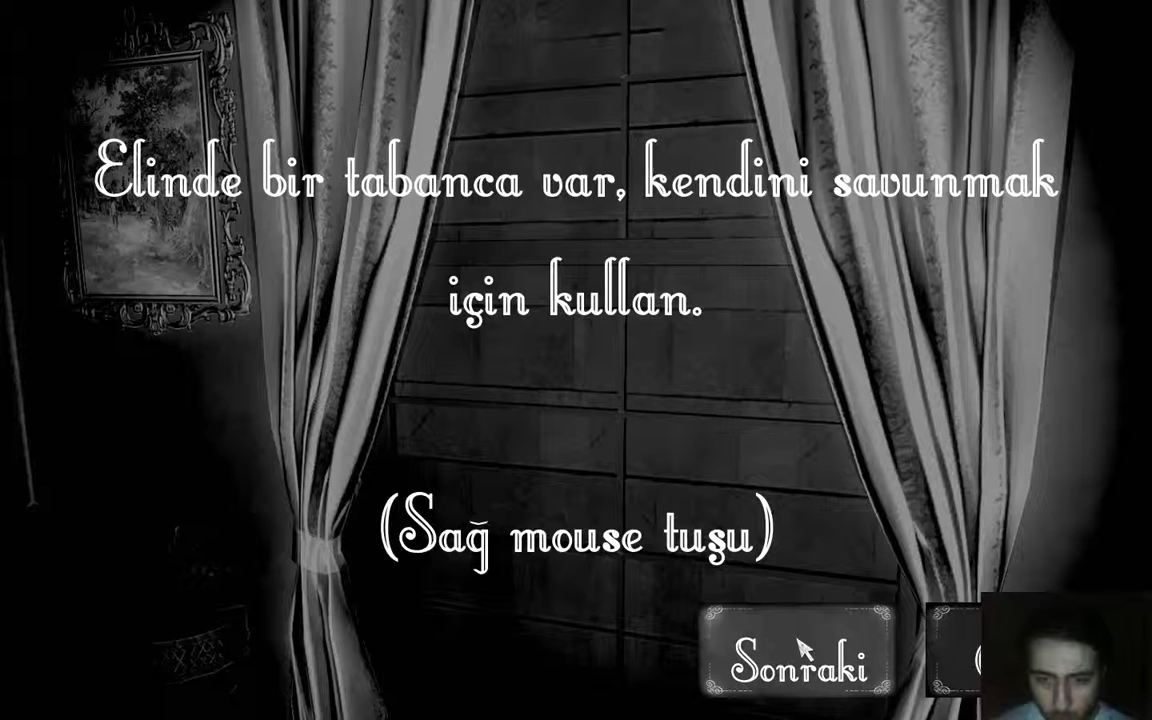 Elinde bir tabanca var, kendini savunmak
için kullan.
(Sağ mouse tuşu)
Sonraki